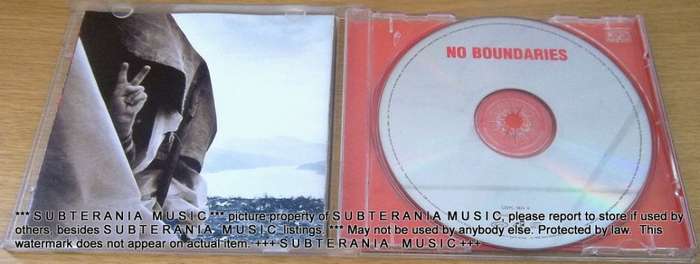 NO BOUNDARIES
*** S U B T E R A N I A M U S I C *** picture property of S U B T E R A N I A M U S I C, please report to store if used by
others, besides S U B T E R A N I A M U S I C listings. *** May not be used by anybody else. Protected by law. This
watermark does not appear on actual item. +++ S U B T E R A N I A M U S I C +++